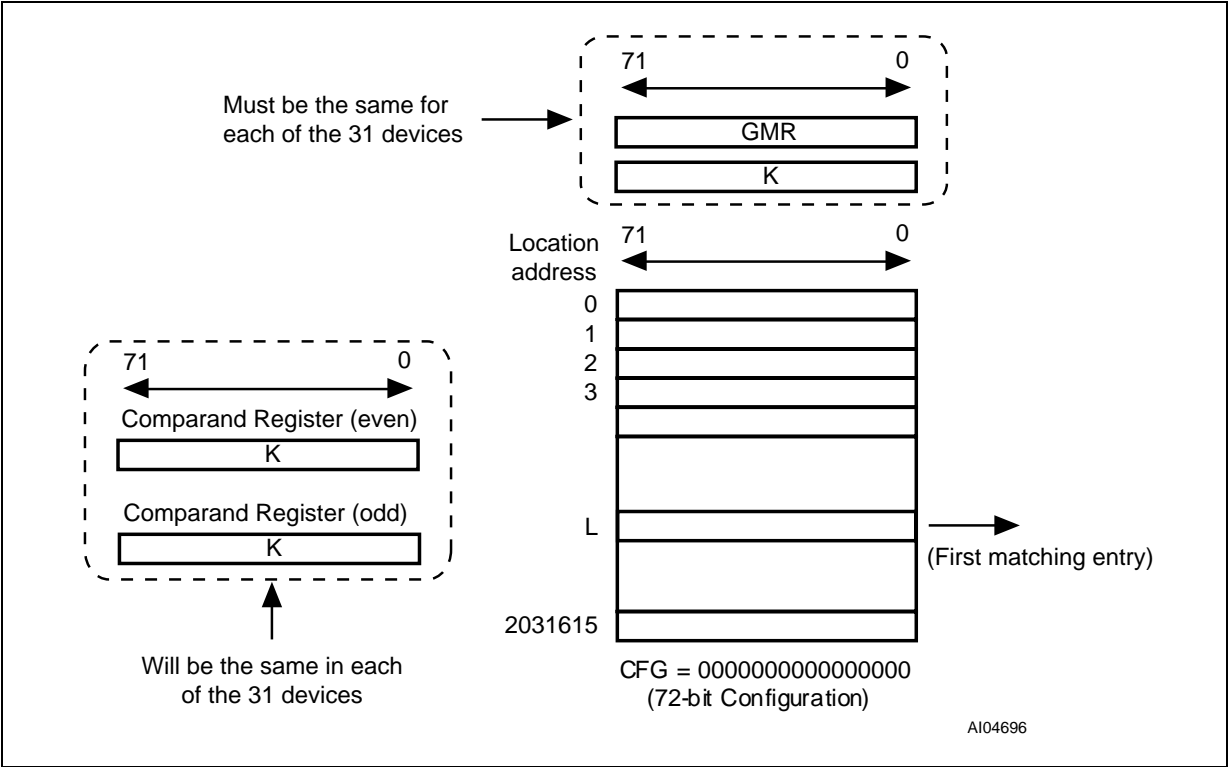 71 0
Must be the same for
each of the 31 devices
GMR
K
Location
address
71 0
0
1
2
3
71 0
Comparand Register (even)
K
Comparand Register (odd)
K
L
(First matching entry)
2031615
Will be the same in each
of the 31 devices
CFG = 0000000000000000
(72-bit Configuration)
AI04696